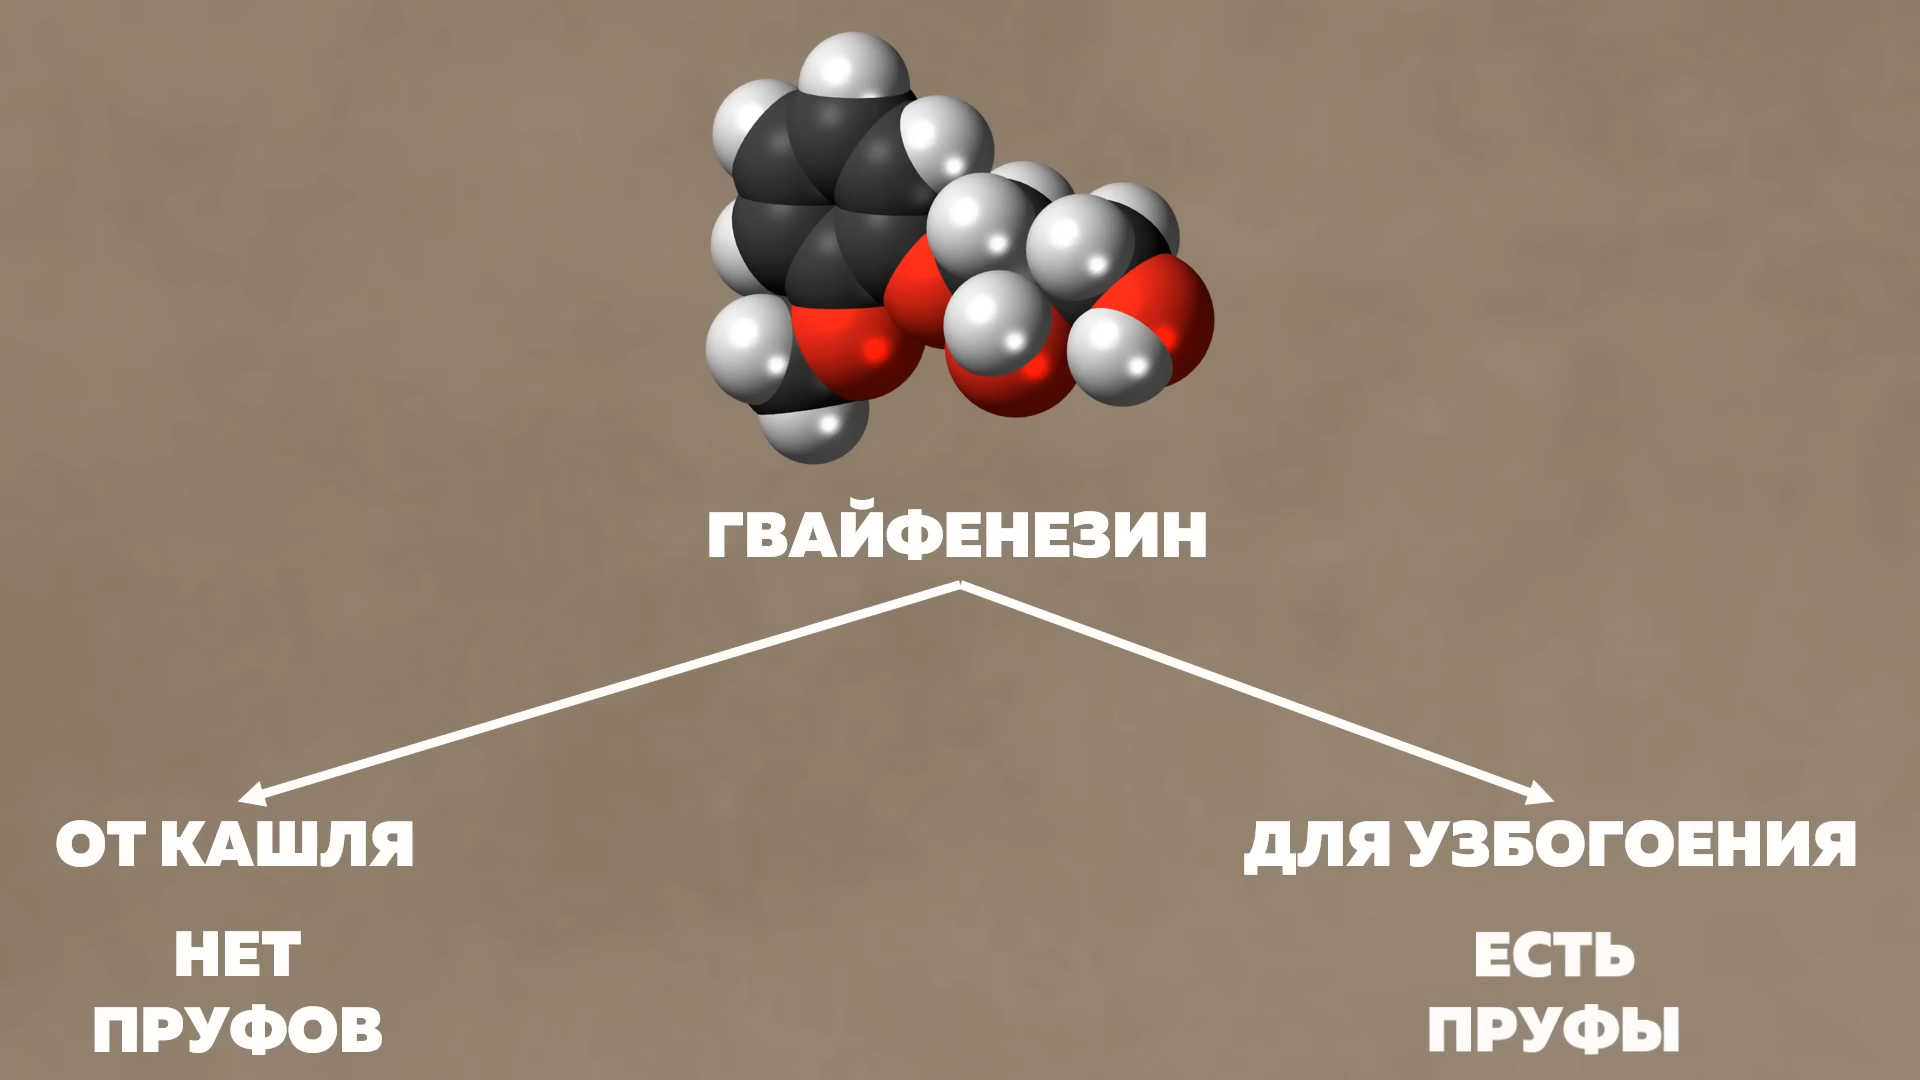 ГВАЙФЕНЕЗИН
ОТ КАШЛЯ
ДЛЯ УЗБОГОЕНИЯ
НЕТ
ПРУФОВ
ЕСТЬ
ПРУФЫ